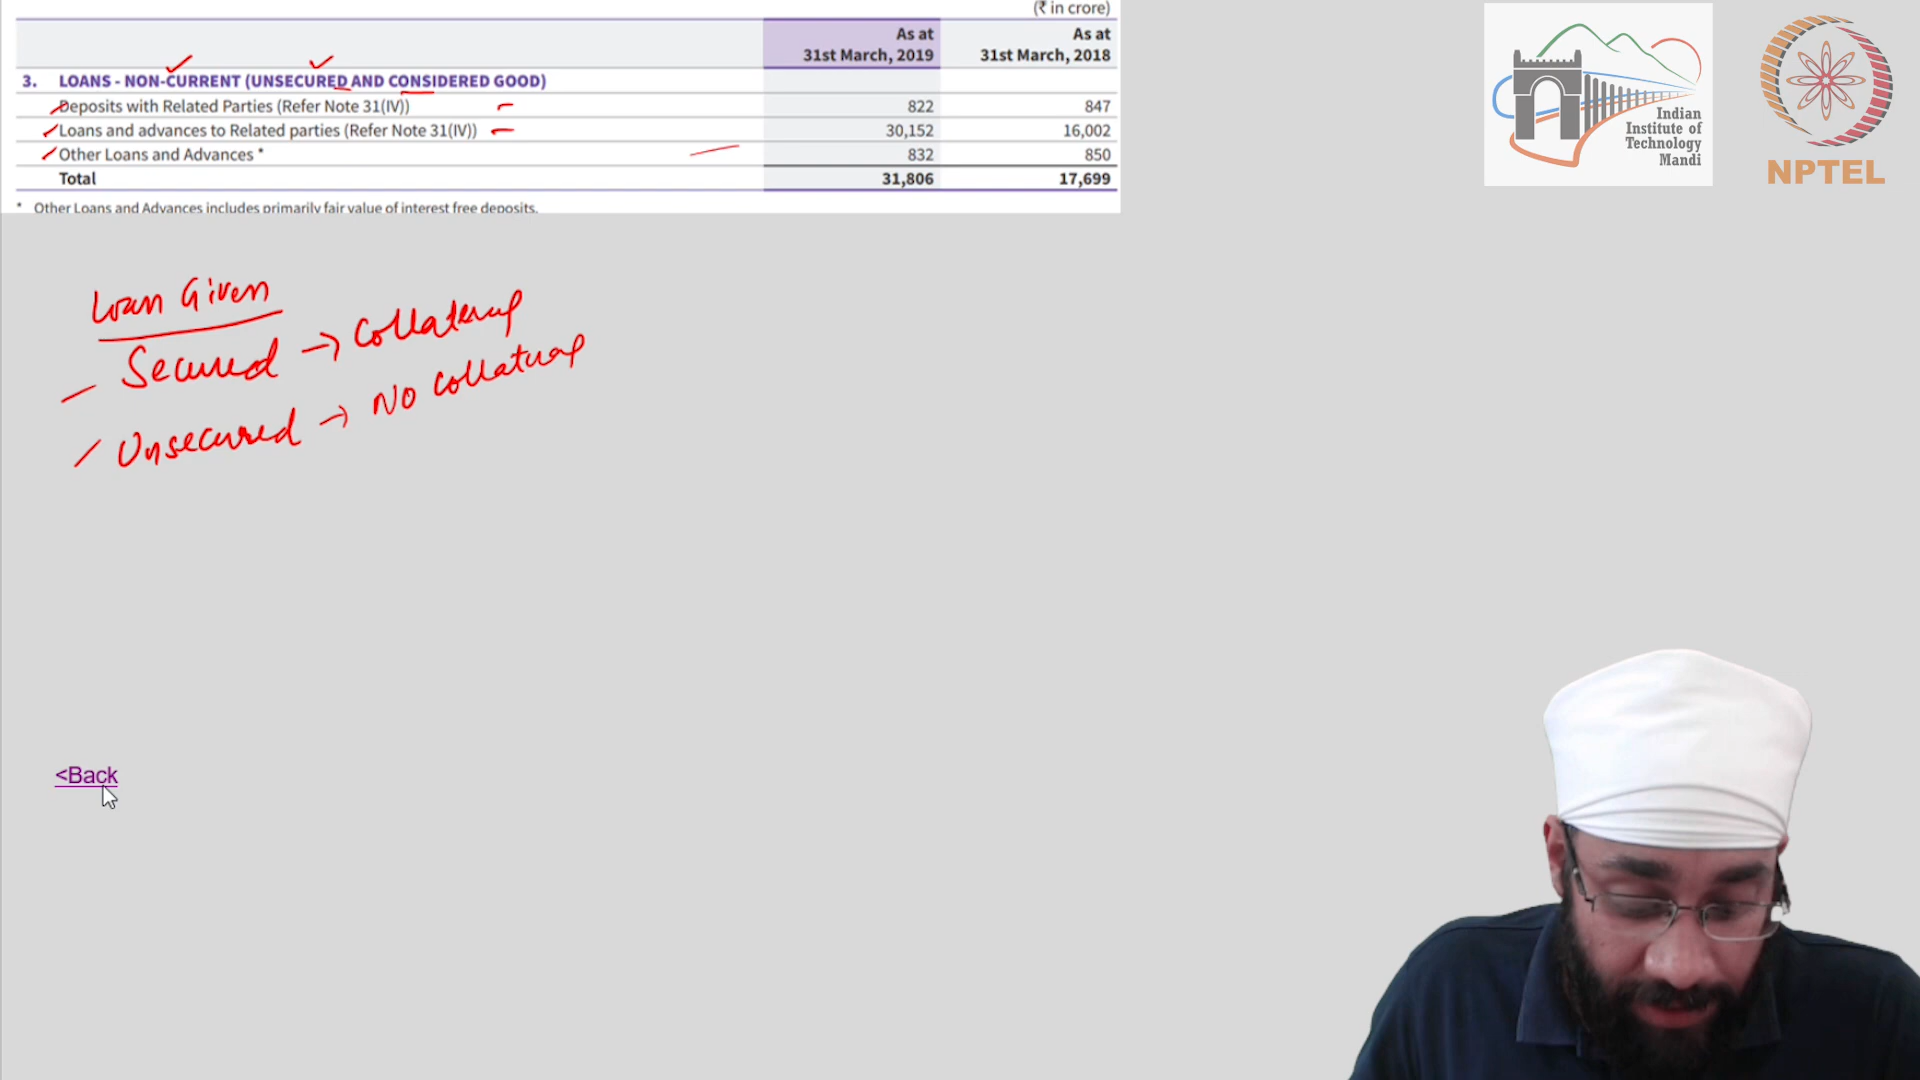 (₹ in crore)
As at 31st March, 2019 As at 31st March, 2018
3. LOANS - NON-CURRENT (UNSECURED AND CONSIDERED GOOD)
Deposits with Related Parties (Refer Note 31(IV)) 822 847
Loans and advances to Related parties (Refer Note 31(IV)) 30,152 16,002
Other Loans and Advances * 832 850
Total 31,806 17,699
* Other Loans and Advances includes primarily fair value of interest free deposits.
Indian
Institute of
Technology
Mandi
NPTEL
Loan Given
Secured → Collateral
Unsecured → No Collateral
<Back